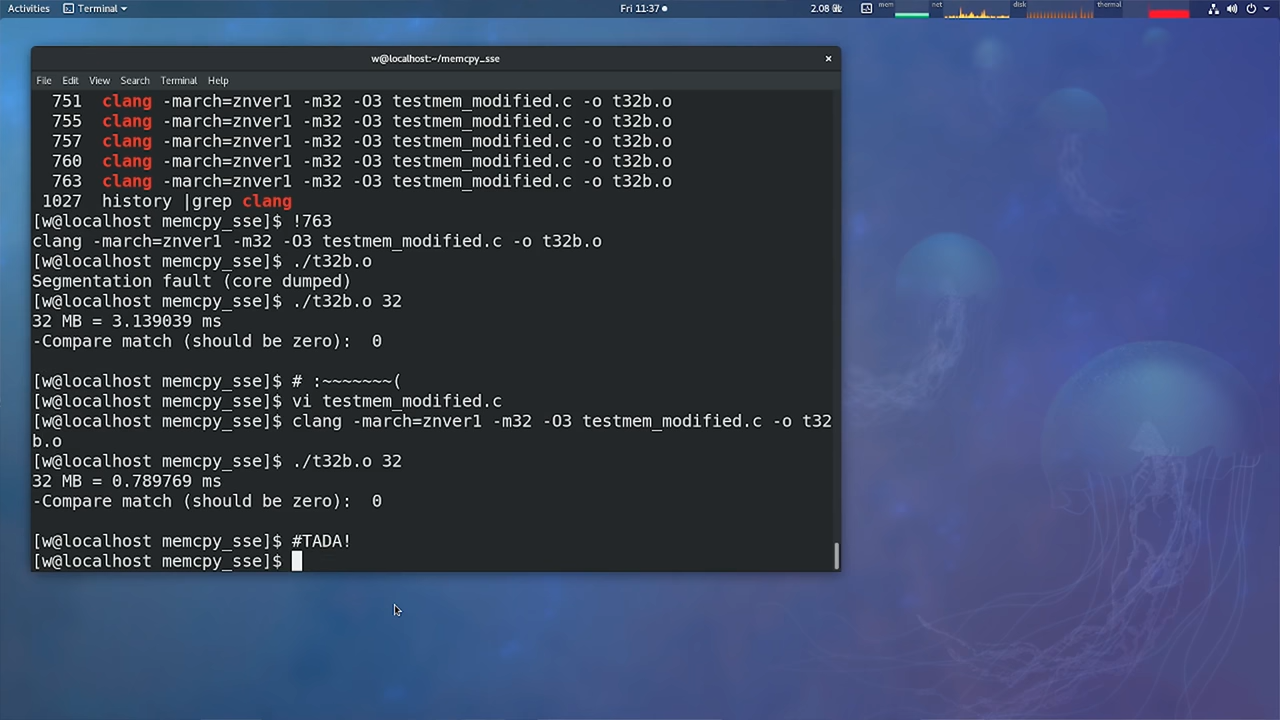 Activities Terminal Fri 11:37 2.08 GHz mem net disk thermal
w@localhost:~/memcpy_sse
File Edit View Search Terminal Help
751 clang -march=znver1 -m32 -O3 testmem_modified.c -o t32b.o
755 clang -march=znver1 -m32 -O3 testmem_modified.c -o t32b.o
757 clang -march=znver1 -m32 -O3 testmem_modified.c -o t32b.o
760 clang -march=znver1 -m32 -O3 testmem_modified.c -o t32b.o
763 clang -march=znver1 -m32 -O3 testmem_modified.c -o t32b.o
1027 history |grep clang
[w@localhost memcpy_sse]$ !763
clang -march=znver1 -m32 -O3 testmem_modified.c -o t32b.o
[w@localhost memcpy_sse]$ ./t32b.o
Segmentation fault (core dumped)
[w@localhost memcpy_sse]$ ./t32b.o 32
32 MB = 3.139039 ms
-Compare match (should be zero): 0
[w@localhost memcpy_sse]$ # :~~~~~~~(
[w@localhost memcpy_sse]$ vi testmem_modified.c
[w@localhost memcpy_sse]$ clang -march=znver1 -m32 -O3 testmem_modified.c -o t32
b.o
[w@localhost memcpy_sse]$ ./t32b.o 32
32 MB = 0.789769 ms
-Compare match (should be zero): 0
[w@localhost memcpy_sse]$ #TADA!
[w@localhost memcpy_sse]$